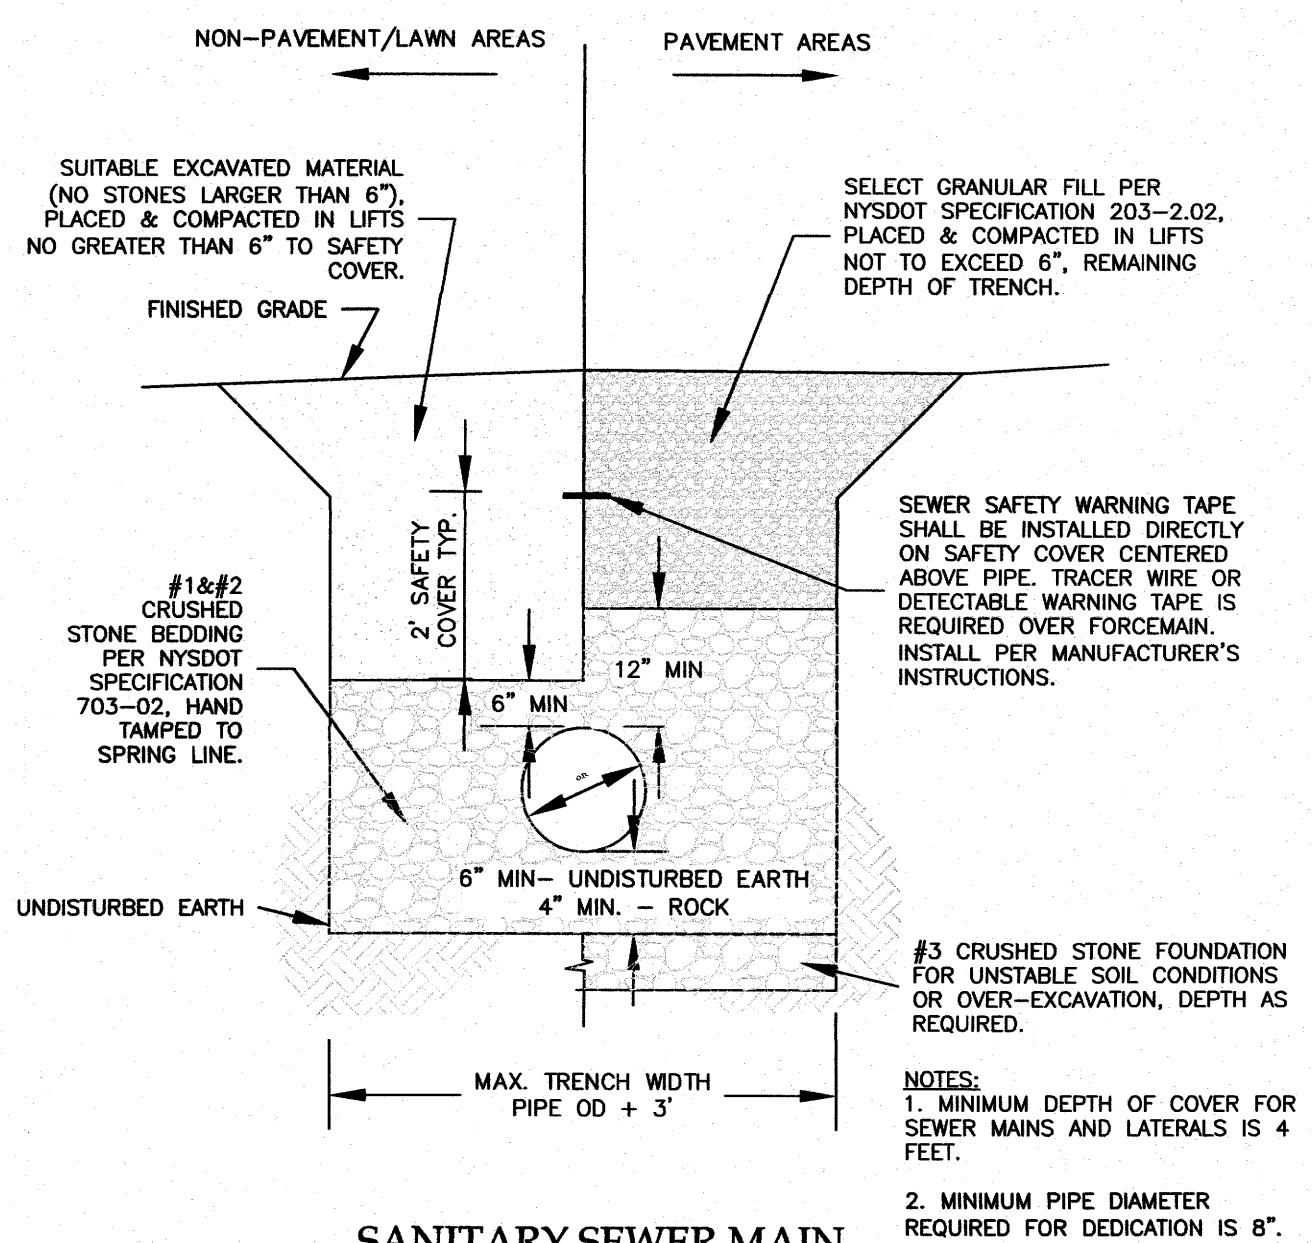 NON-PAVEMENT/LAWN AREAS
PAVEMENT AREAS
SUITABLE EXCAVATED MATERIAL
(NO STONES LARGER THAN 6"),
PLACED & COMPACTED IN LIFTS
NO GREATER THAN 6" TO SAFETY
COVER.
SELECT GRANULAR FILL PER
NYSDOT SPECIFICATION 203-2.02,
PLACED & COMPACTED IN LIFTS
NOT TO EXCEED 6", REMAINING
DEPTH OF TRENCH.
FINISHED GRADE
2' SAFETY
COVER TYP.
SEWER SAFETY WARNING TAPE
SHALL BE INSTALLED DIRECTLY
ON SAFETY COVER CENTERED
ABOVE PIPE. TRACER WIRE OR
DETECTABLE WARNING TAPE IS
REQUIRED OVER FORCEMAIN.
INSTALL PER MANUFACTURER'S
INSTRUCTIONS.
#1&#2
CRUSHED
STONE BEDDING
PER NYSDOT
SPECIFICATION
703-02, HAND
TAMPED TO
SPRING LINE.
12" MIN
6" MIN
6" MIN- UNDISTURBED EARTH
4" MIN. - ROCK
UNDISTURBED EARTH
#3 CRUSHED STONE FOUNDATION
FOR UNSTABLE SOIL CONDITIONS
OR OVER-EXCAVATION, DEPTH AS
REQUIRED.
MAX. TRENCH WIDTH
PIPE OD + 3'
NOTES:
1. MINIMUM DEPTH OF COVER FOR
SEWER MAINS AND LATERALS IS 4
FEET.
2. MINIMUM PIPE DIAMETER
REQUIRED FOR DEDICATION IS 8".
SANITARY SEWER MAIN